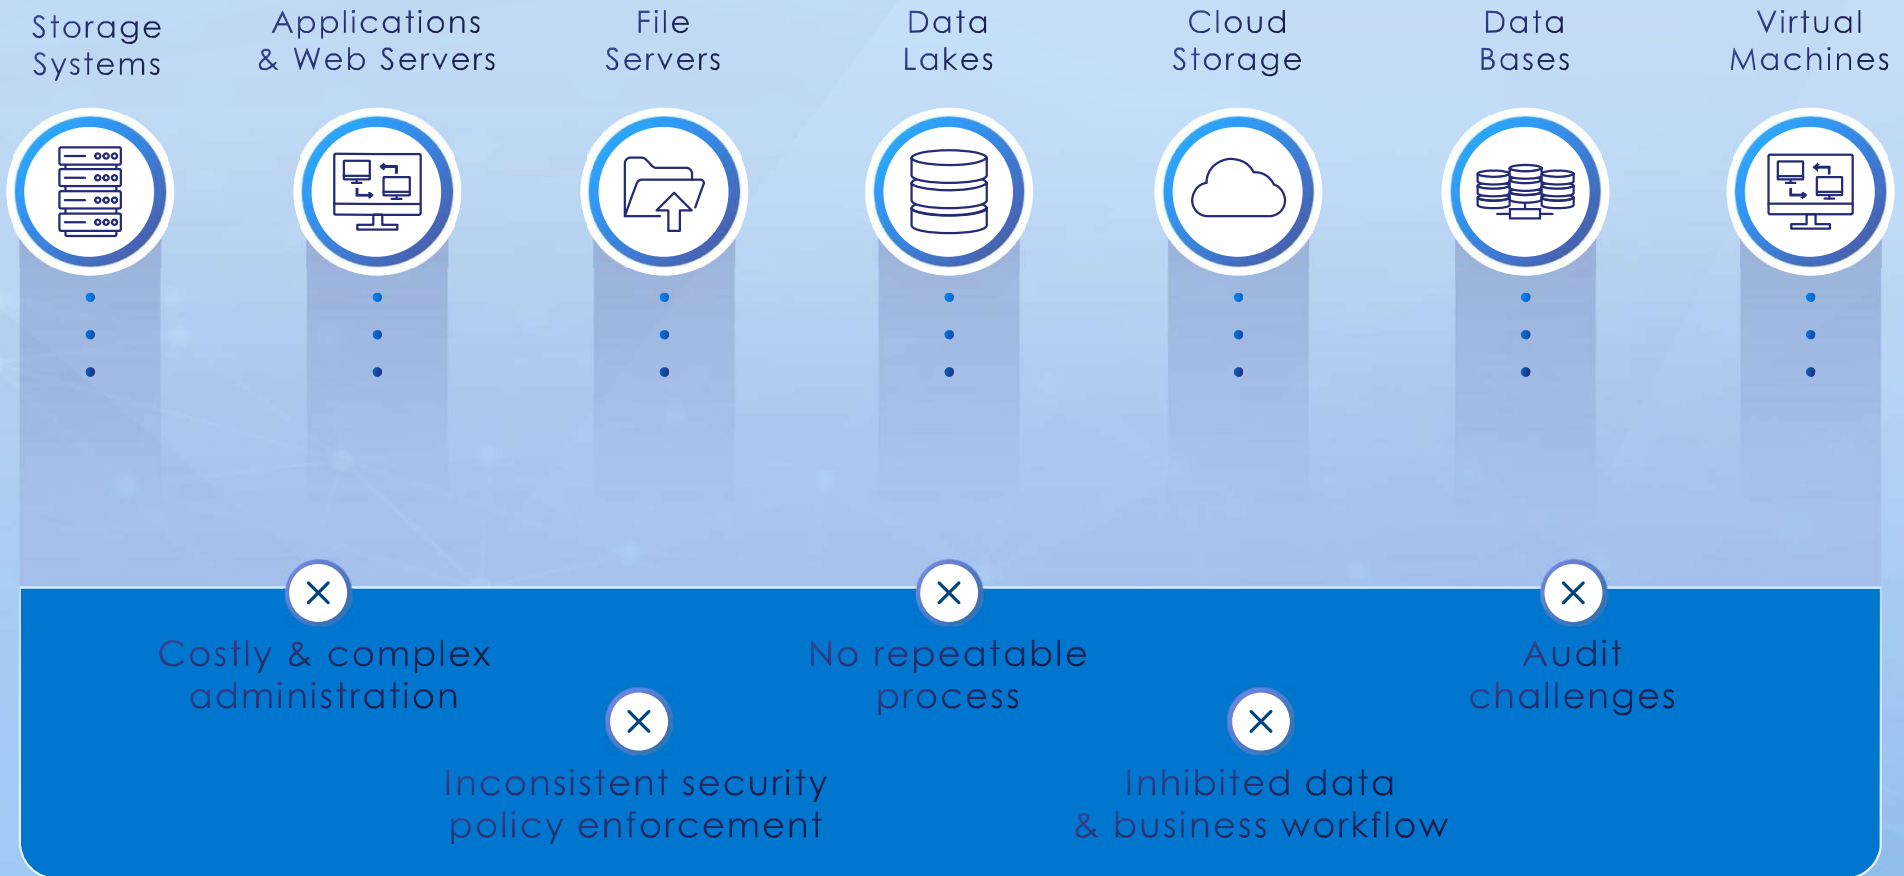 Storage
Systems
Applications
& Web Servers
File
Servers
Data
Lakes
Cloud
Storage
Data
Bases
Virtual
Machines
Costly & complex
administration
No repeatable
process
Audit
challenges
Inconsistent security
policy enforcement
Inhibited data
& business workflow